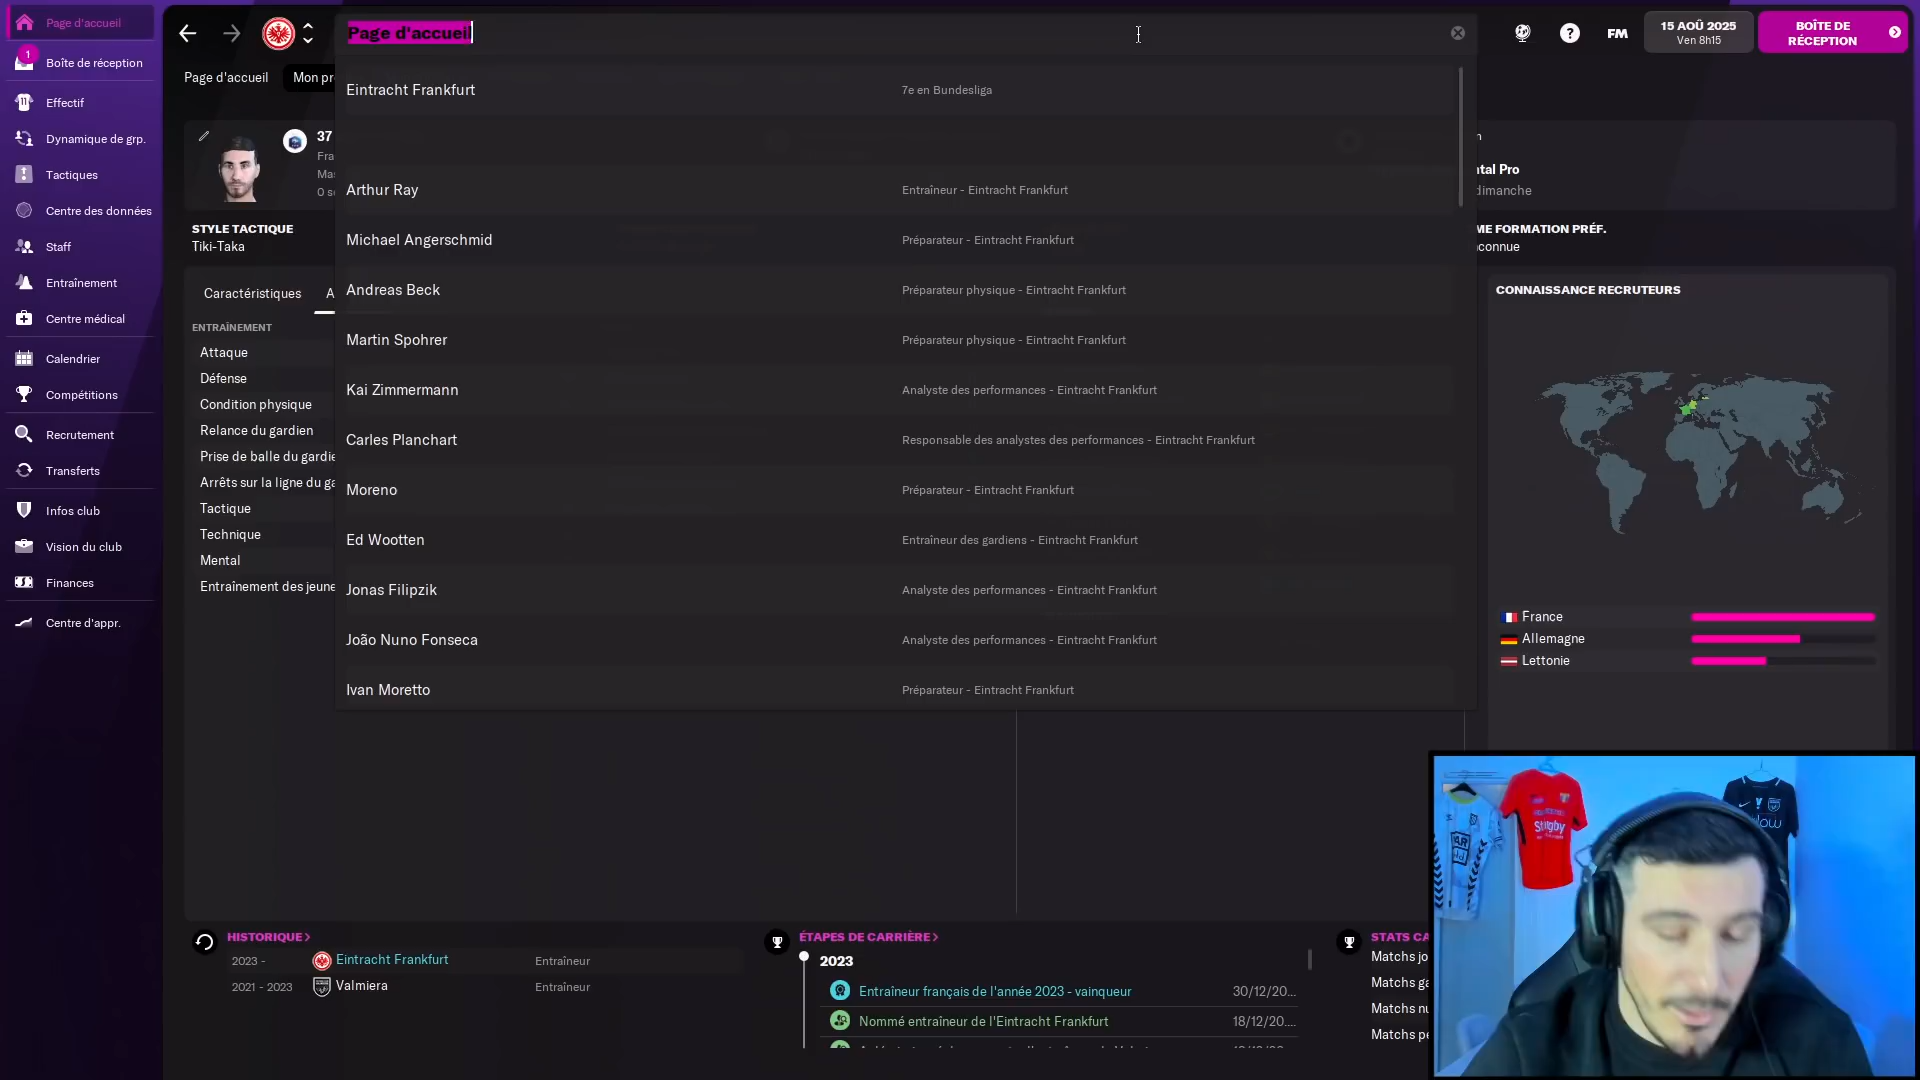 Page d'accueil
Page d'accueil
FM
15 AOÛ 2025
Ven 8h15
BOÎTE DE RÉCEPTION
1
Boîte de réception
Effectif
Dynamique de grp.
Tactiques
Centre des données
Staff
Entraînement
Centre médical
Calendrier
Compétitions
Recrutement
Transferts
Infos club
Vision du club
Finances
Centre d'appr.
Page d'accueil
Mon pr
37
Fra
Mas
0 s
STYLE TACTIQUE
Tiki-Taka
Caractéristiques
A
ENTRAÎNEMENT
Attaque
Défense
Condition physique
Relance du gardien
Prise de balle du gardie
Arrêts sur la ligne du ga
Tactique
Technique
Mental
Entraînement des jeune
Eintracht Frankfurt 7e en Bundesliga
Arthur Ray Entraîneur - Eintracht Frankfurt
Michael Angerschmid Préparateur - Eintracht Frankfurt
Andreas Beck Préparateur physique - Eintracht Frankfurt
Martin Spohrer Préparateur physique - Eintracht Frankfurt
Kai Zimmermann Analyste des performances - Eintracht Frankfurt
Carles Planchart Responsable des analystes des performances - Eintracht Frankfurt
Moreno Préparateur - Eintracht Frankfurt
Ed Wootten Entraîneur des gardiens - Eintracht Frankfurt
Jonas Filipzik Analyste des performances - Eintracht Frankfurt
João Nuno Fonseca Analyste des performances - Eintracht Frankfurt
Ivan Moretto Préparateur - Eintracht Frankfurt
n
ntal Pro
dimanche
ME FORMATION PRÉF.
connue
CONNAISSANCE RECRUTEURS
France
Allemagne
Lettonie
HISTORIQUE
2023 - Eintracht Frankfurt Entraîneur
2021 - 2023 Valmiera Entraîneur
ÉTAPES DE CARRIÈRE
2023
Entraîneur français de l'année 2023 - vainqueur 30/12/20...
Nommé entraîneur de l'Eintracht Frankfurt 18/12/20....
STATS CA
Matchs jo
Matchs ga
Matchs nu
Matchs pe